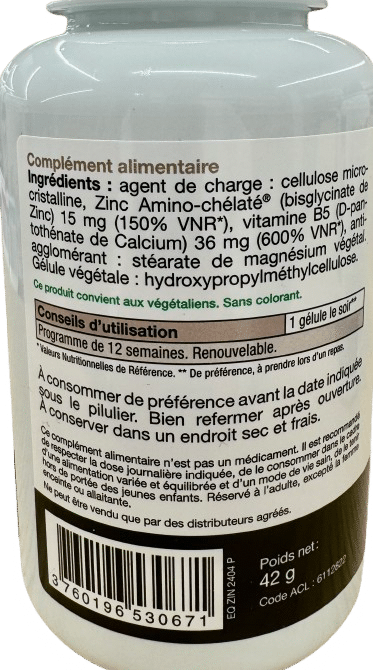 Complément alimentaire
Ingrédients : agent de charge : cellulose micro-
cristalline, Zinc Amino-chélaté® (bisglycinate de
Zinc) 15 mg (150% VNR*), vitamine B5 (D-pan-
tothénate de Calcium) 36 mg (600% VNR*), anti-
agglomérant : stéarate de magnésium végétal.
Gélule végétale : hydroxypropylméthylcellulose.
Ce produit convient aux végétaliens. Sans colorant.
Conseils d'utilisation 1 gélule le soir**
Programme de 12 semaines. Renouvelable.
*Valeurs Nutritionnelles de Référence. ** De préférence, à prendre lors d'un repas.
À consommer de préférence avant la date indiquée
sous le pilulier. Bien refermer après ouverture.
À conserver dans un endroit sec et frais.
Ce complément alimentaire n'est pas un médicament. Il est recommandé
de respecter la dose journalière indiquée, de le consommer dans le cadre
d'une alimentation variée et équilibrée et d'un mode de vie sain, de le tenir
hors de portée des jeunes enfants. Réservé à l'adulte, excepté la femme
enceinte ou allaitante.
Ne peut être vendu que par des distributeurs agréés.
3 760196 530671
EQ ZIN 2404 P
Poids net :
42 g
Code ACL : 6112622